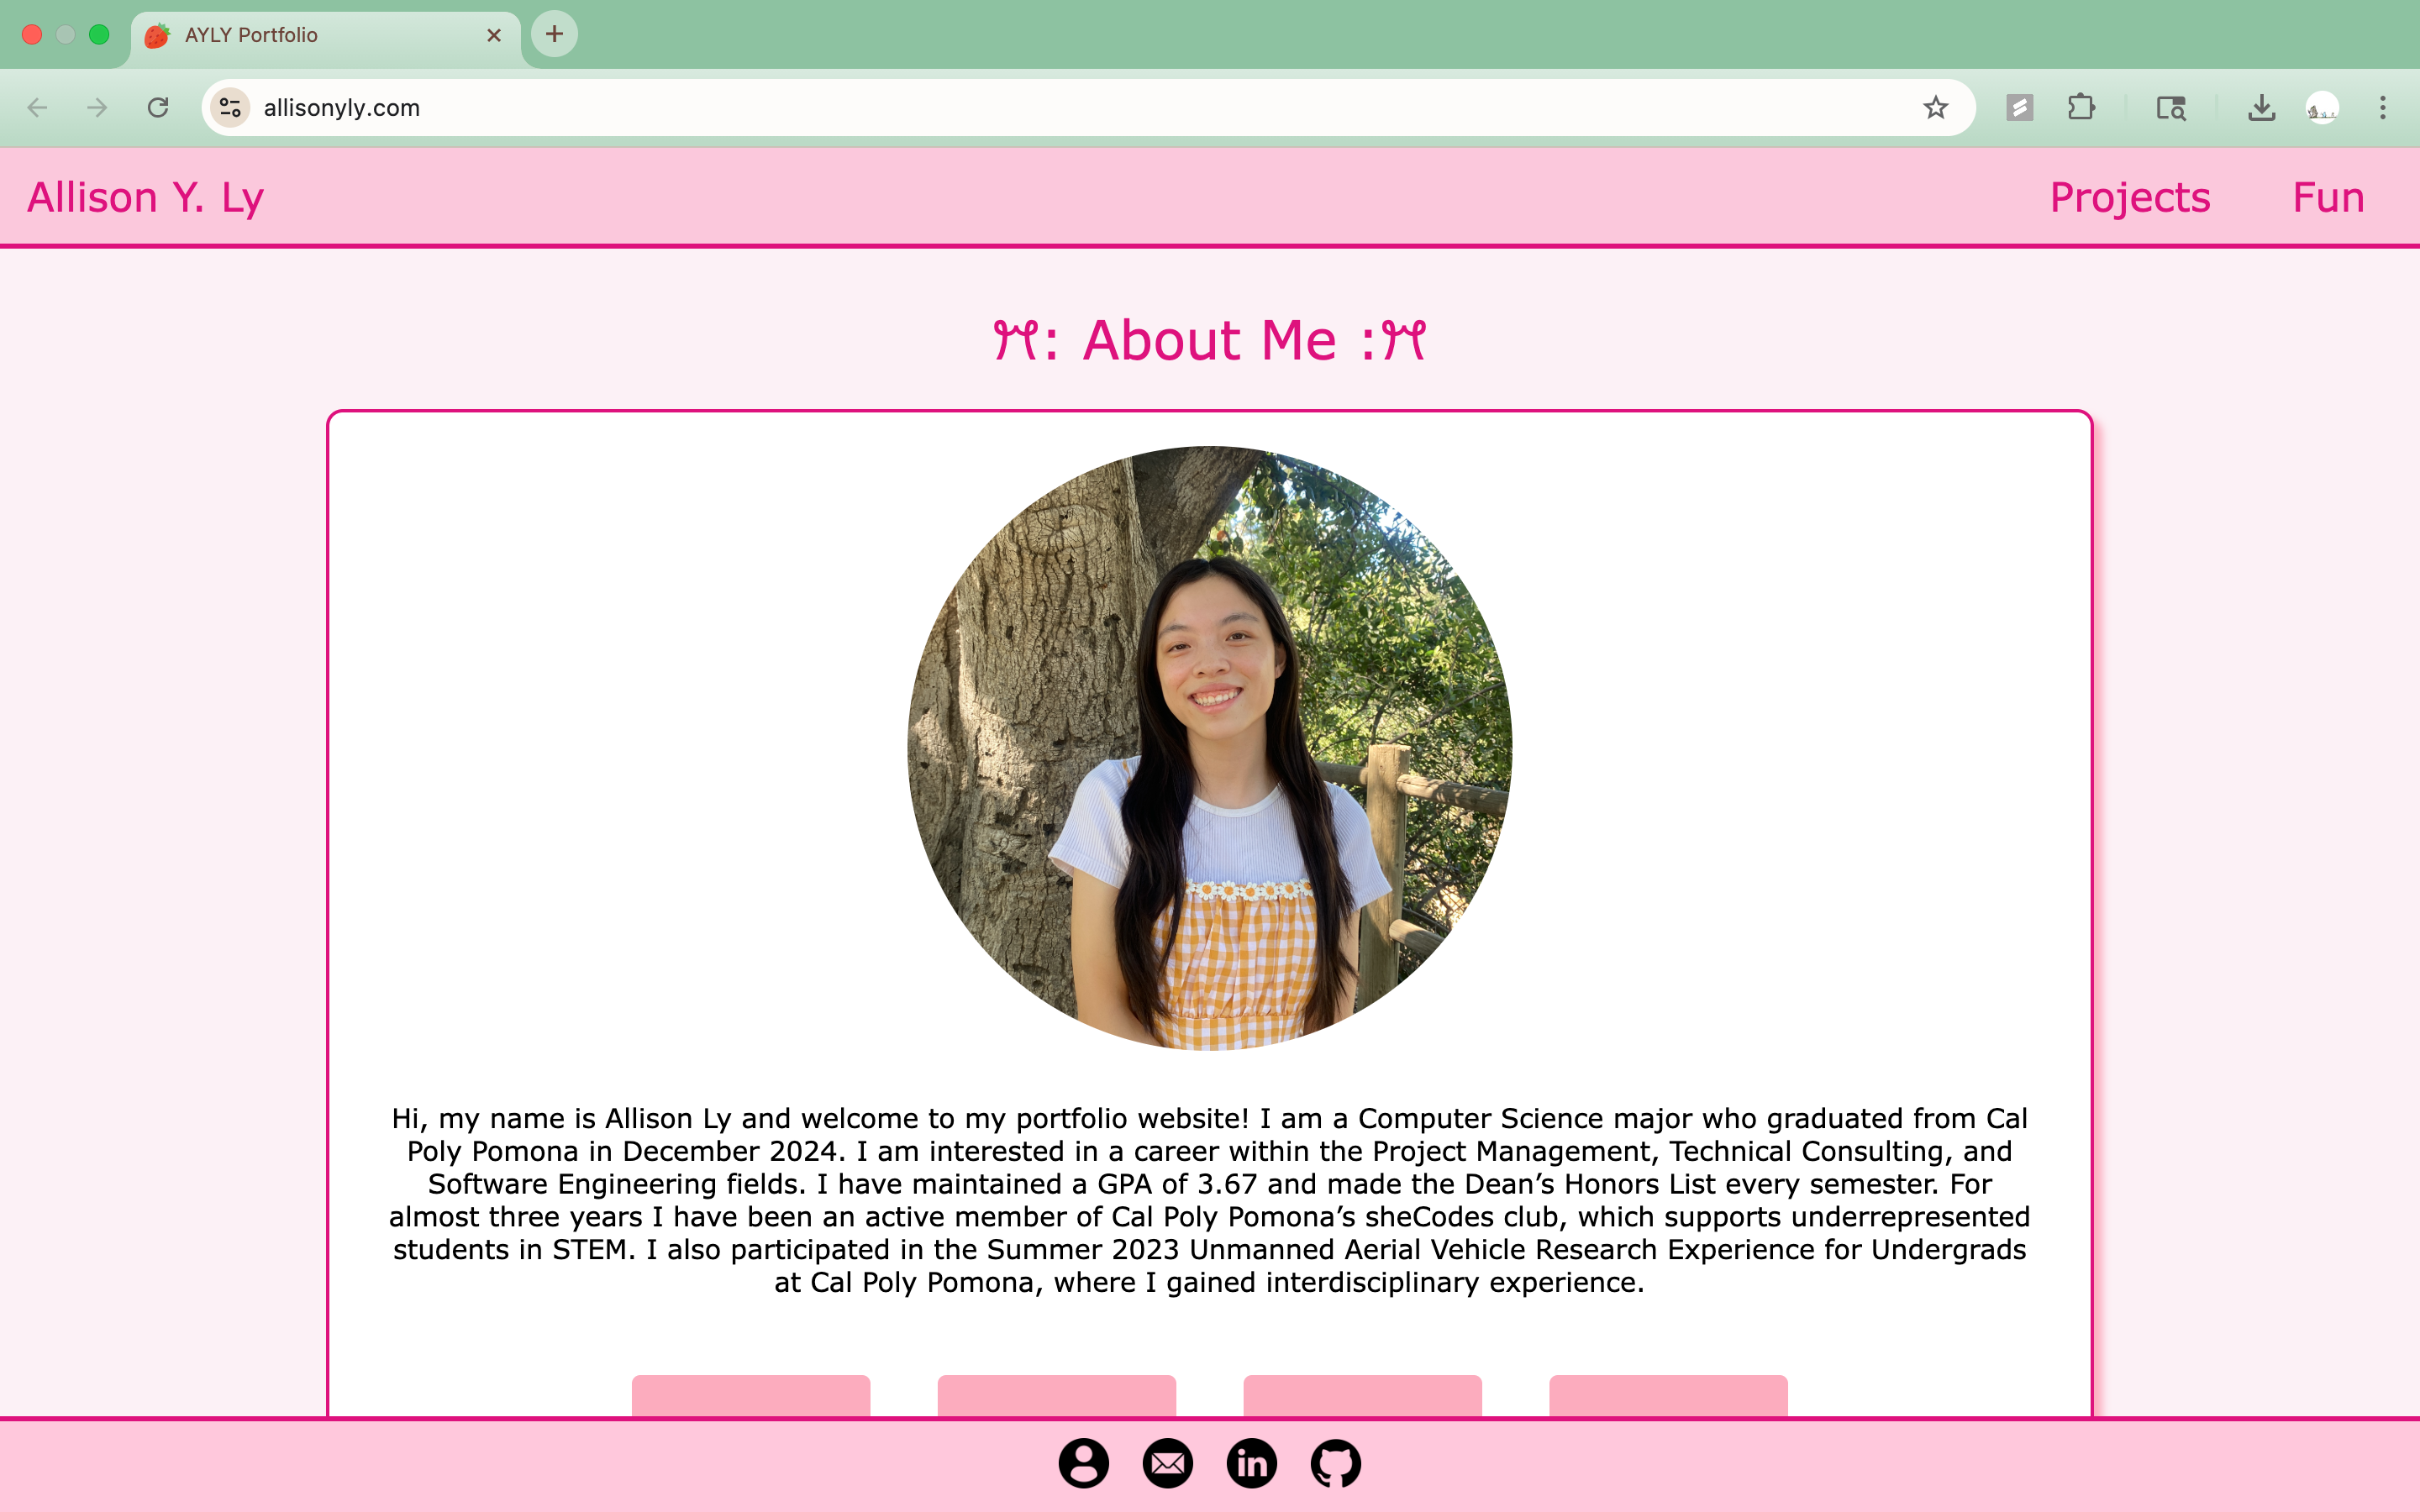 AYLY Portfolio
allisonyly.com
Allison Y. Ly
Projects
Fun
୨୧: About Me :୨୧
Hi, my name is Allison Ly and welcome to my portfolio website! I am a Computer Science major who graduated from Cal
Poly Pomona in December 2024. I am interested in a career within the Project Management, Technical Consulting, and
Software Engineering fields. I have maintained a GPA of 3.67 and made the Dean’s Honors List every semester. For
almost three years I have been an active member of Cal Poly Pomona’s sheCodes club, which supports underrepresented
students in STEM. I also participated in the Summer 2023 Unmanned Aerial Vehicle Research Experience for Undergrads
at Cal Poly Pomona, where I gained interdisciplinary experience.
in